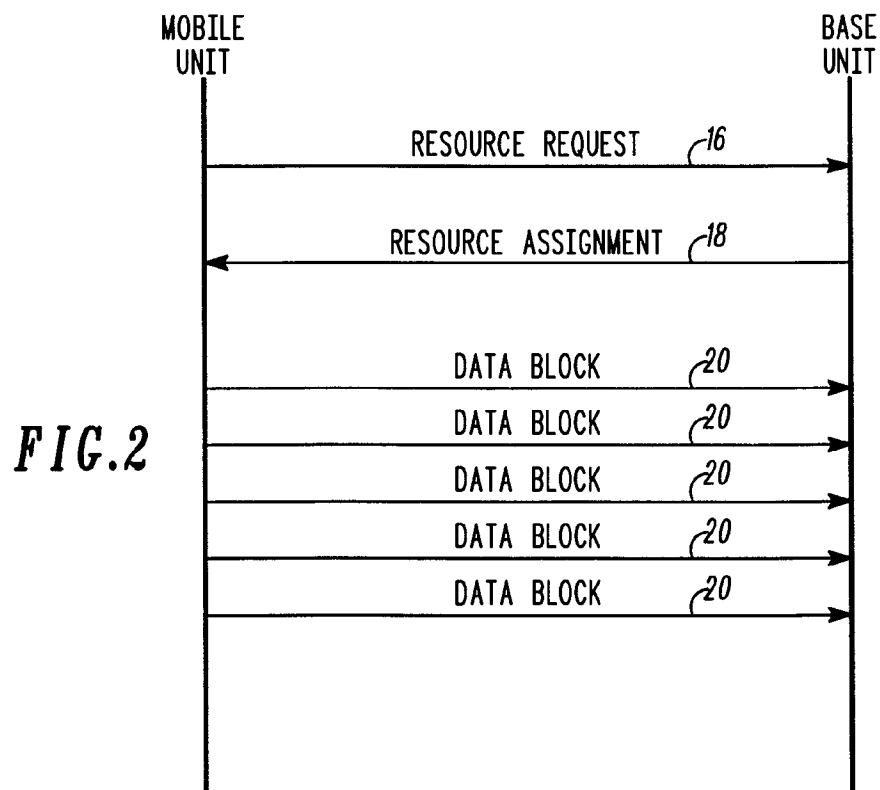 MOBILE UNIT
BASE UNIT
RESOURCE REQUEST 16
RESOURCE ASSIGNMENT 18
DATA BLOCK 20
DATA BLOCK 20
FIG.2
DATA BLOCK 20
DATA BLOCK 20
DATA BLOCK 20